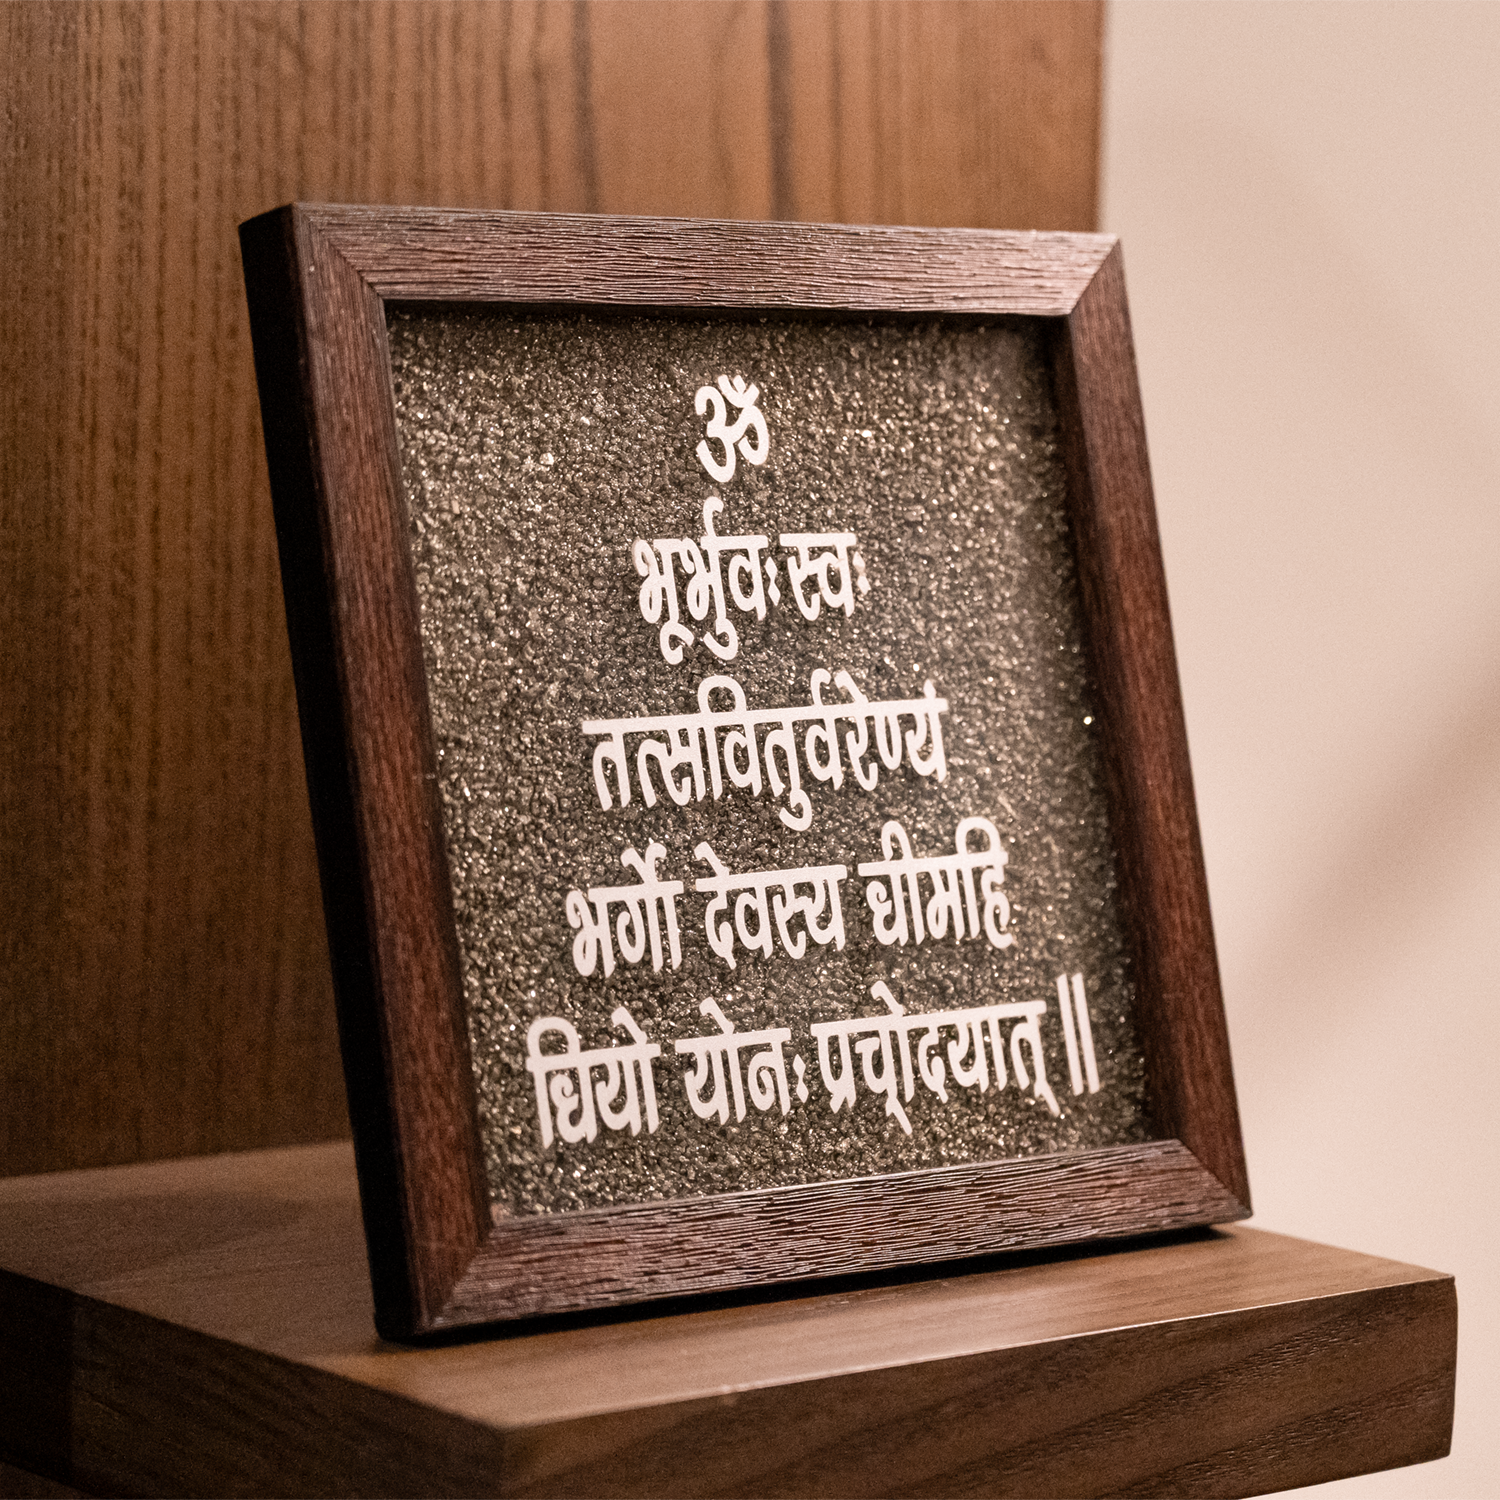 ॐ
भूर्भुवः स्वः
तत्सवितुर्वरेण्यं
भर्गो देवस्य धीमहि
धियो योनः प्रच्ोदयात् ||